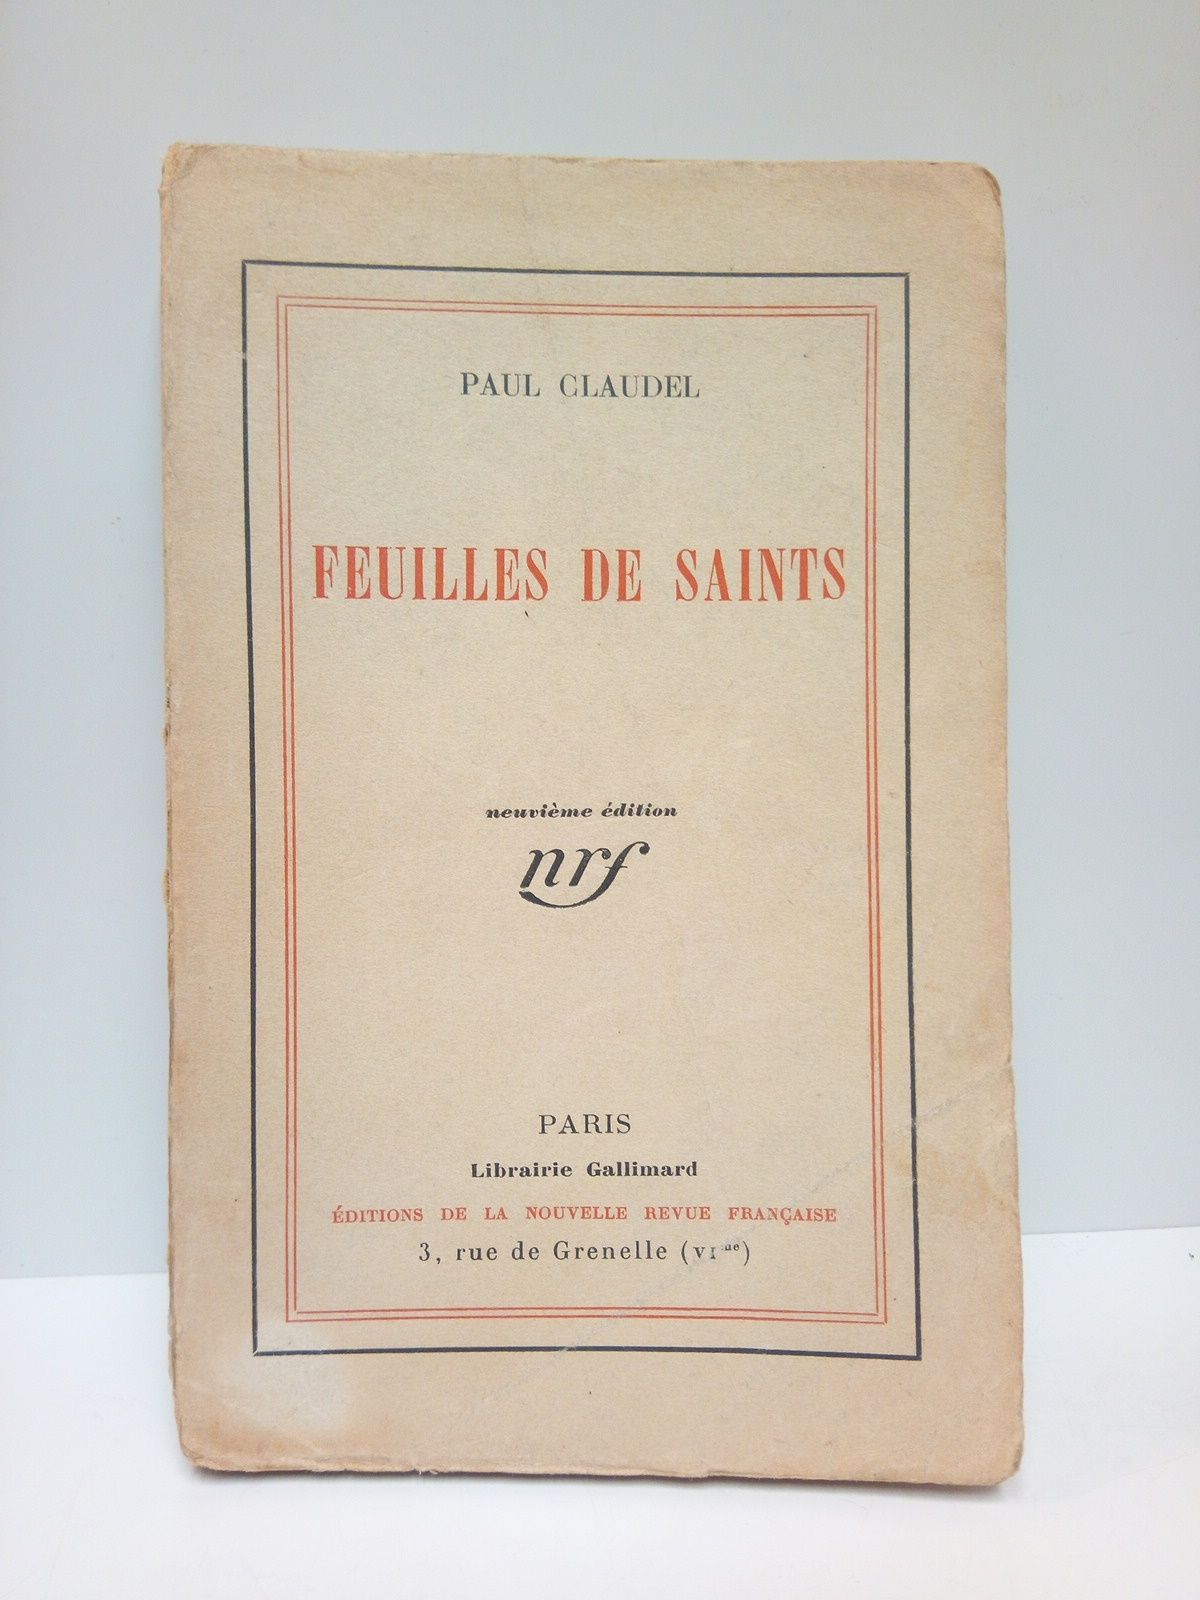 PAUL CLAUDEL
FEUILLES DE SAINTS
neuvième édition
nrf
PARIS
Librairie Gallimard
ÉDITIONS DE LA NOUVELLE REVUE FRANÇAISE
3, rue de Grenelle (VIme)